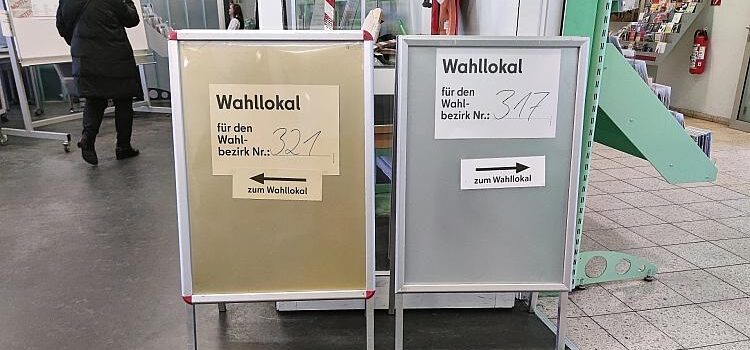 Wahllokal
für den
Wahl-
bezirk Nr.: 321
zum Wahllokal
Wahllokal
für den
Wahl-
bezirk Nr.: 317
zum Wahllokal